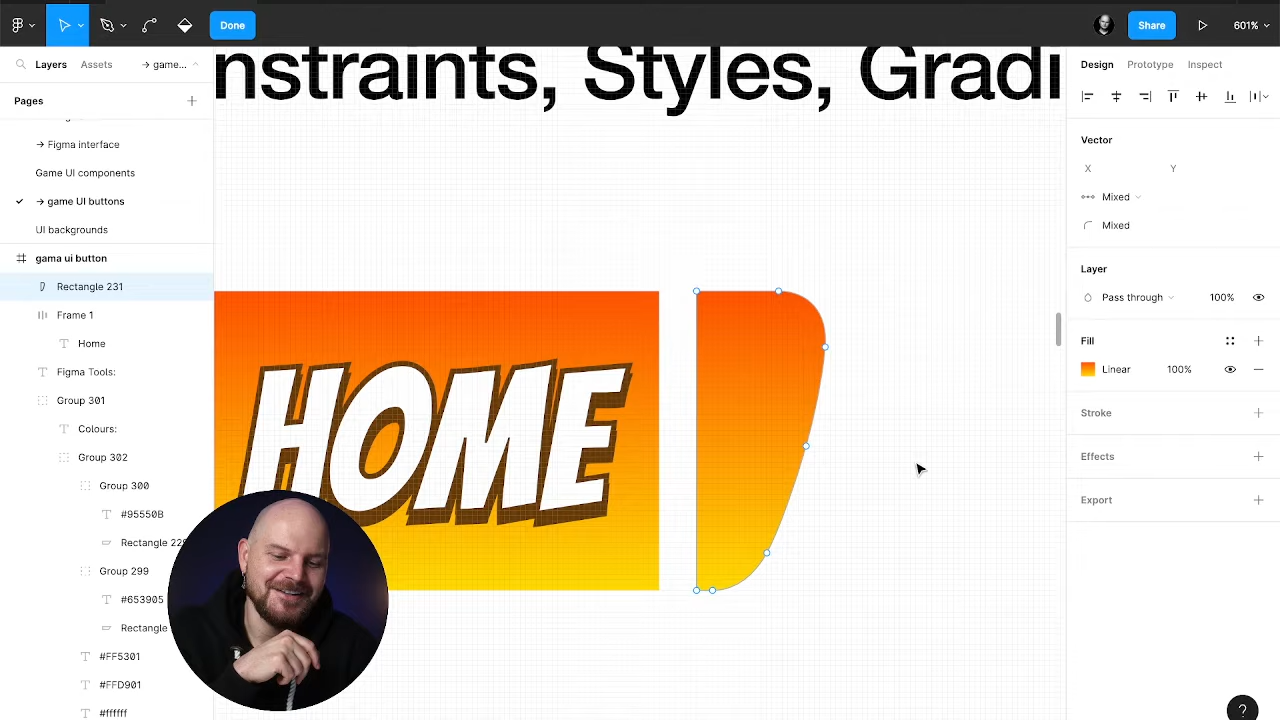 Done
Share
601%
Layers
Assets
→ game...
Design
Prototype
Inspect
nstraints, Styles, Gradi
Pages
→ Figma interface
Game UI components
→ game UI buttons
UI backgrounds
gama ui button
Rectangle 231
Frame 1
Home
Figma Tools:
Group 301
Colours:
Group 302
Group 300
#95550B
Rectangle 22
Group 299
#653905
Rectangle
#FF5301
#FFD901
#ffffff
HOME
Vector
X
Y
Mixed
Mixed
Layer
Pass through
100%
Fill
Linear
100%
Stroke
Effects
Export
?